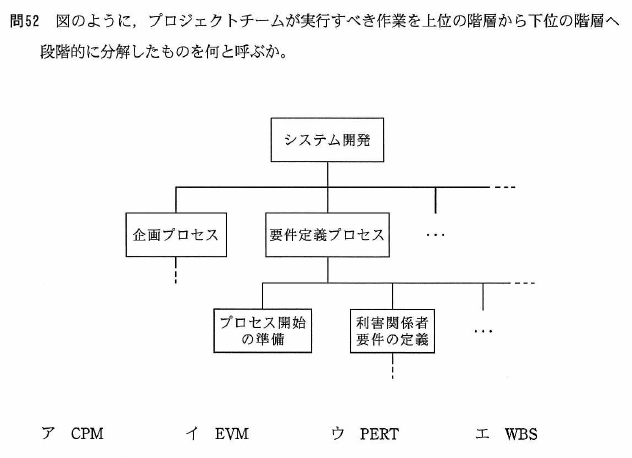 問52 図のように，プロジェクトチームが実行すべき作業を上位の階層から下位の階層へ
段階的に分解したものを何と呼ぶか。
システム開発
企画プロセス
要件定義プロセス
…
プロセス開始
の準備
利害関係者
要件の定義
…
ア CPM イ EVM ウ PERT エ WBS